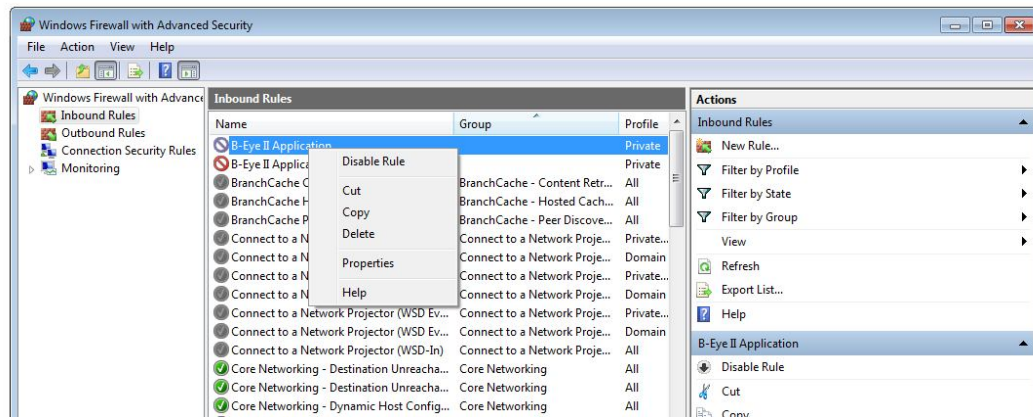 Windows Firewall with Advanced Security
File Action View Help
Windows Firewall with Advance
Inbound Rules
Outbound Rules
Connection Security Rules
Monitoring
Inbound Rules
Name Group Profile
B-Eye II Application Private
B-Eye II Applica Private
BranchCache C BranchCache - Content Retr... All
BranchCache H BranchCache - Hosted Cach... All
BranchCache P BranchCache - Peer Discove... All
Connect to a N Connect to a Network Proje... Private...
Connect to a N Connect to a Network Proje... Domain
Connect to a N Connect to a Network Proje... Private...
Connect to a N Connect to a Network Proje... Domain
Connect to a Network Projector (WSD Ev... Connect to a Network Proje... Private...
Connect to a Network Projector (WSD Ev... Connect to a Network Proje... Domain
Connect to a Network Projector (WSD-In) Connect to a Network Proje... All
Core Networking - Destination Unreacha... Core Networking All
Core Networking - Destination Unreacha... Core Networking All
Core Networking - Dynamic Host Config... Core Networking All
Disable Rule
Cut
Copy
Delete
Properties
Help
Actions
Inbound Rules
New Rule...
Filter by Profile
Filter by State
Filter by Group
View
Refresh
Export List...
Help
B-Eye II Application
Disable Rule
Cut
Copy